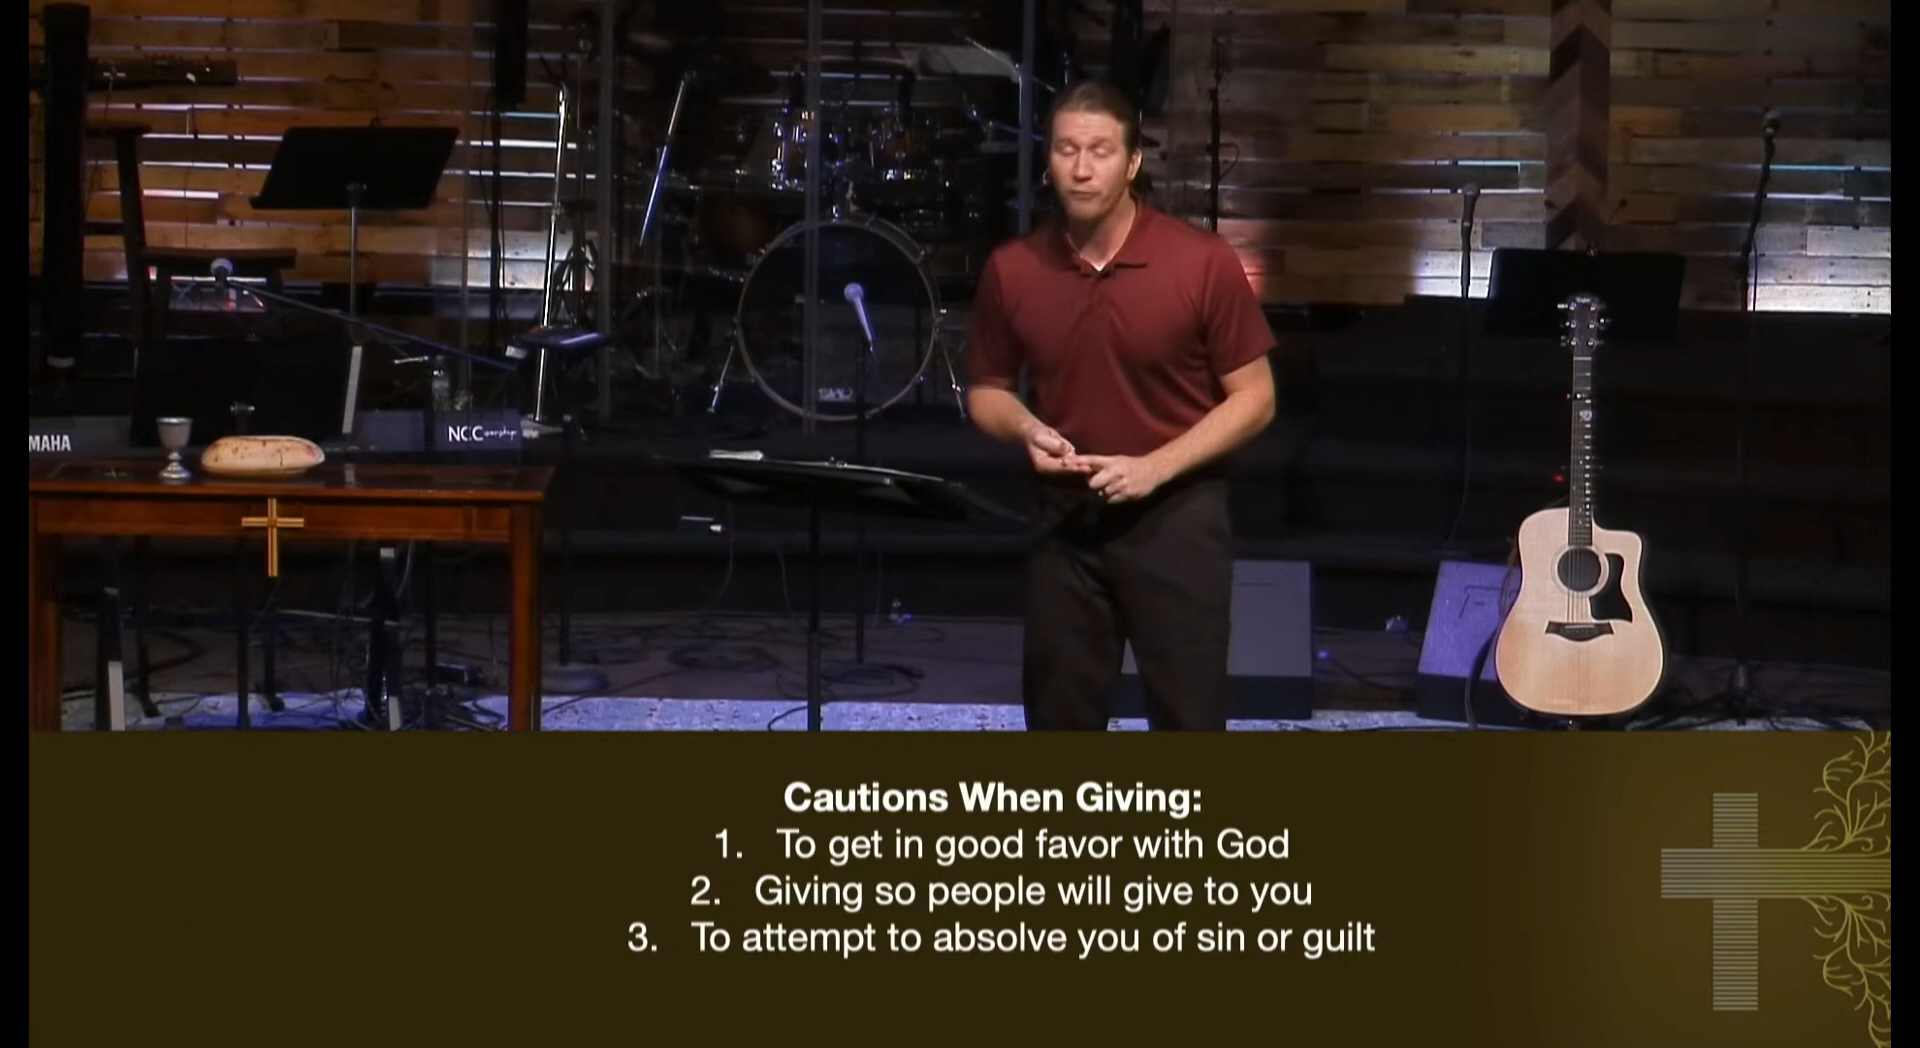 MAHA
NCC worship
Cautions When Giving:
1. To get in good favor with God
2. Giving so people will give to you
3. To attempt to absolve you of sin or guilt